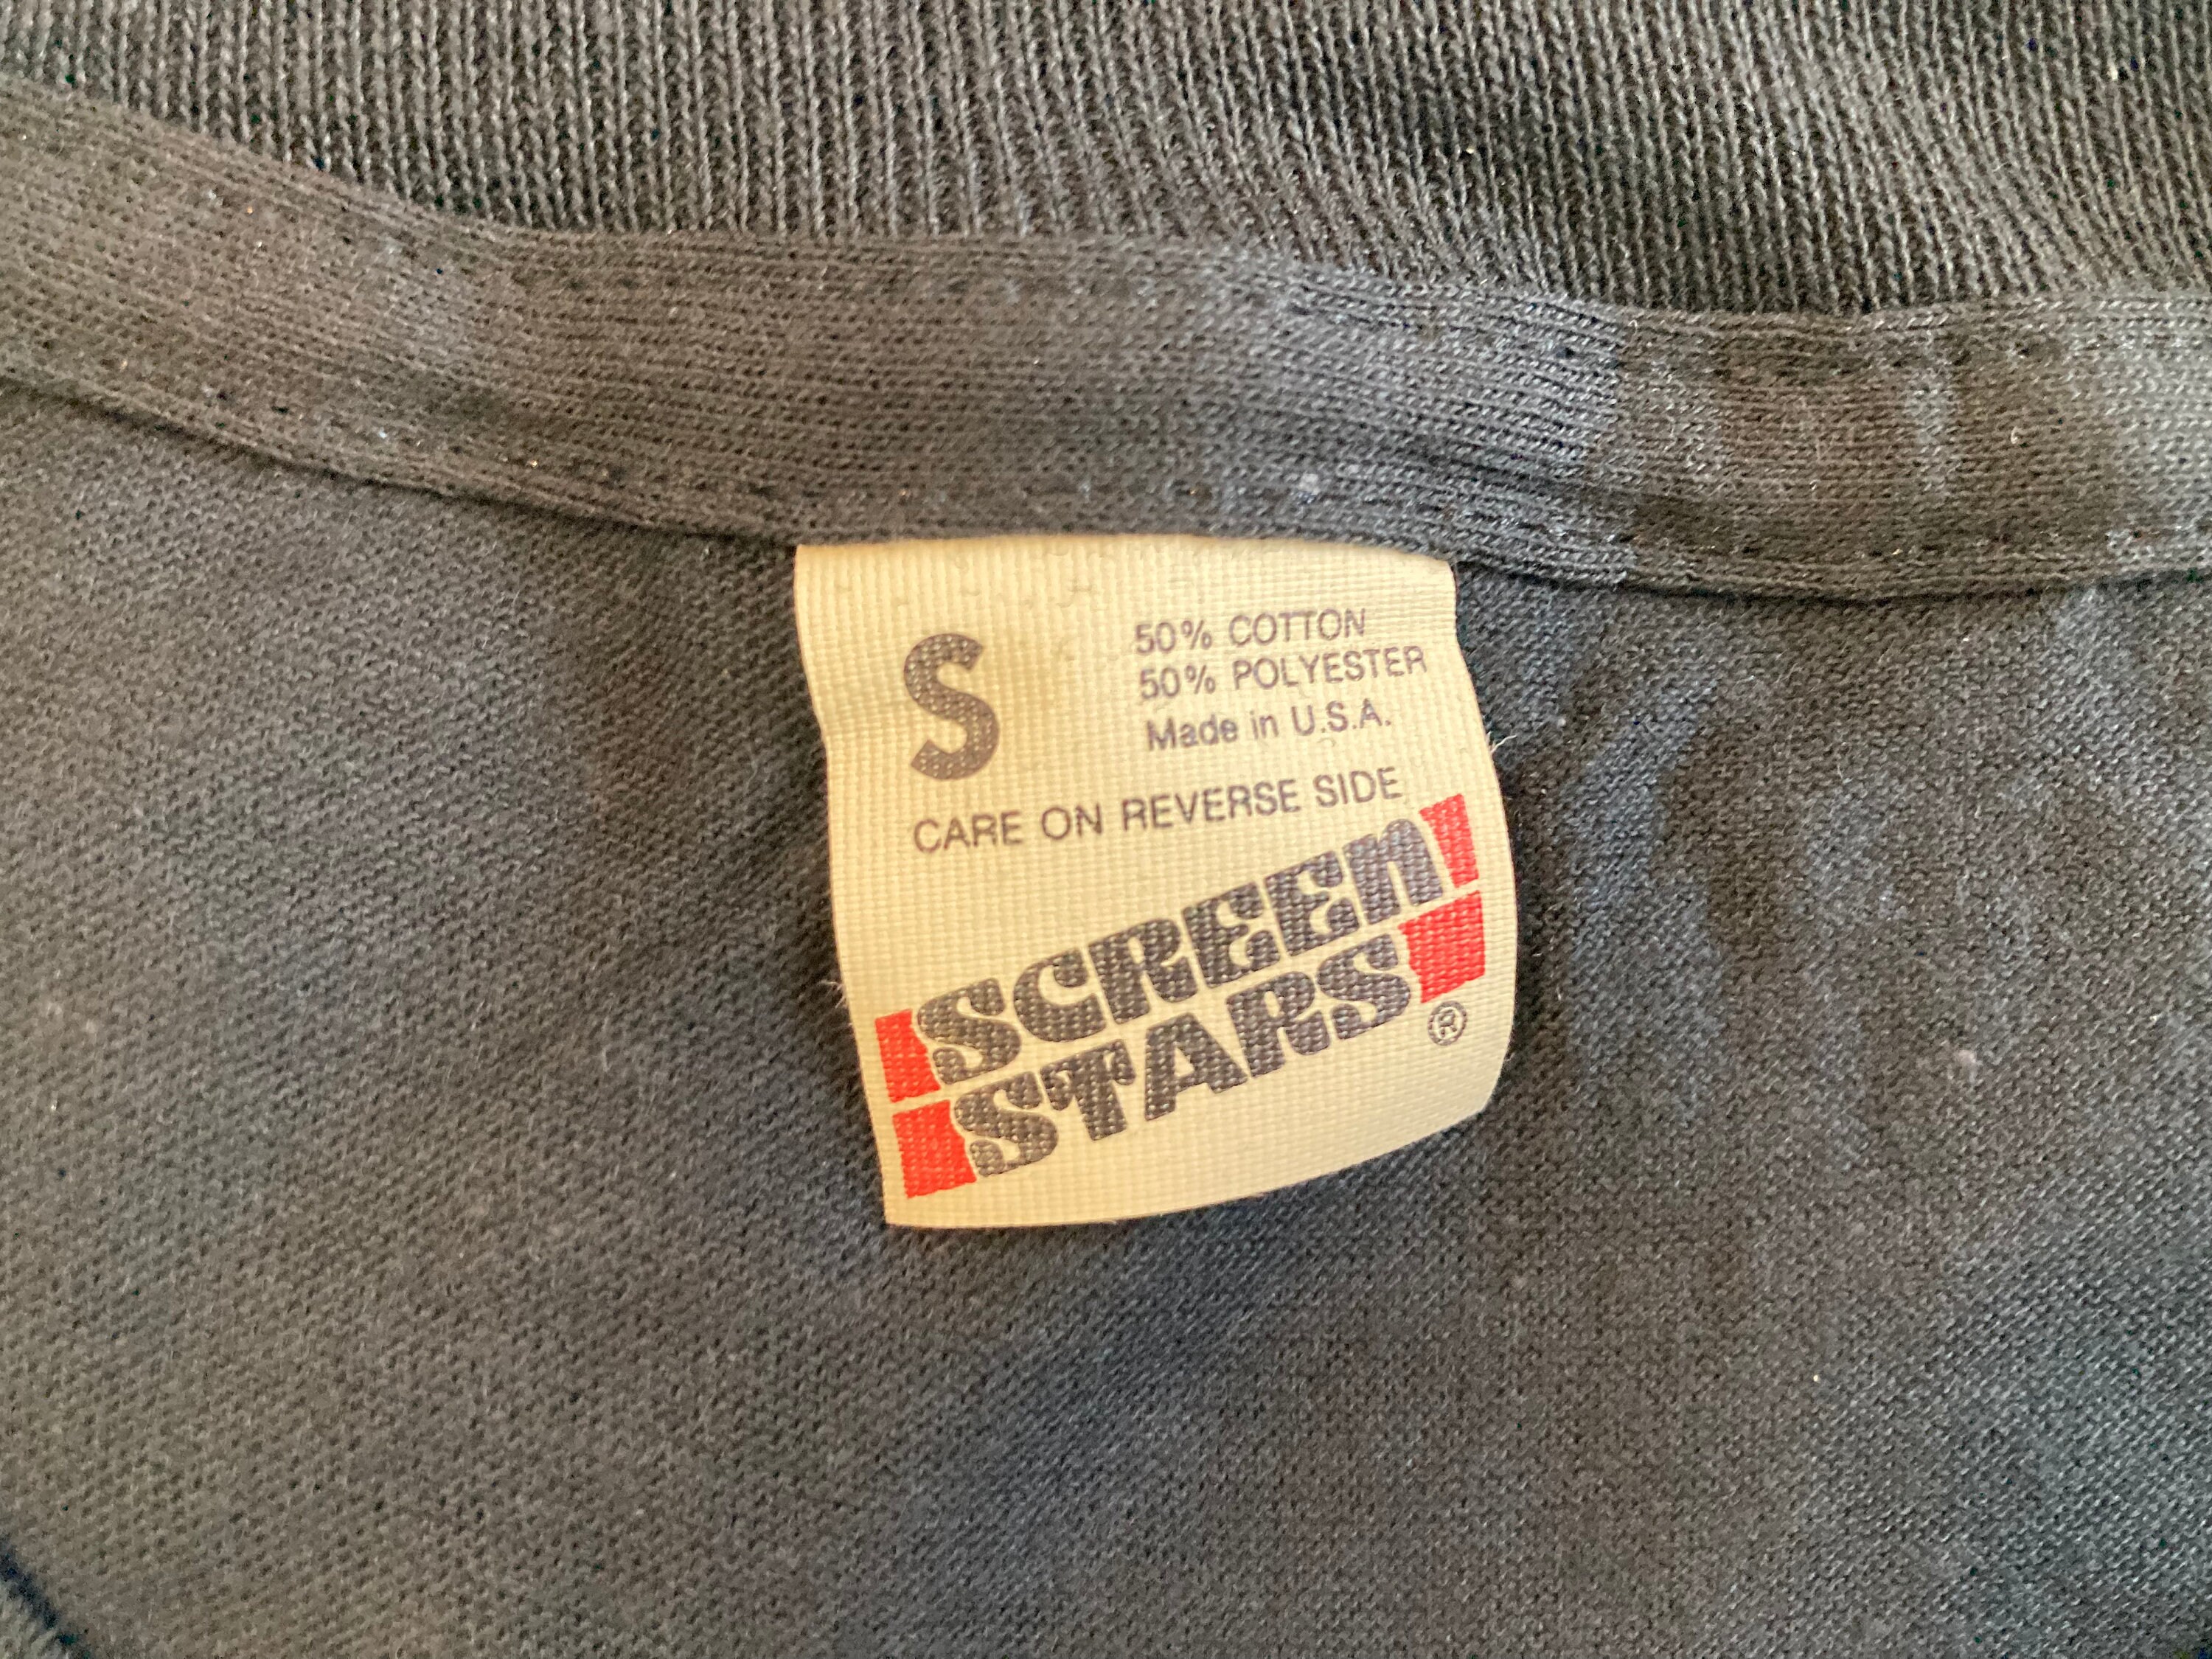 S
50% COTTON
50% POLYESTER
Made in U.S.A.
CARE ON REVERSE SIDE
SCREEN
STARS
®